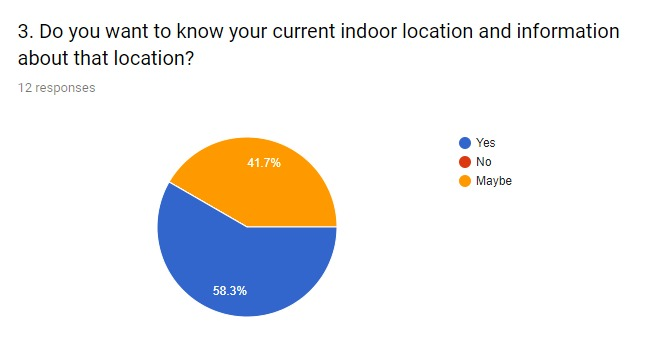 3. Do you want to know your current indoor location and information
about that location?
12 responses
41.7%
58.3%
Yes
No
Maybe